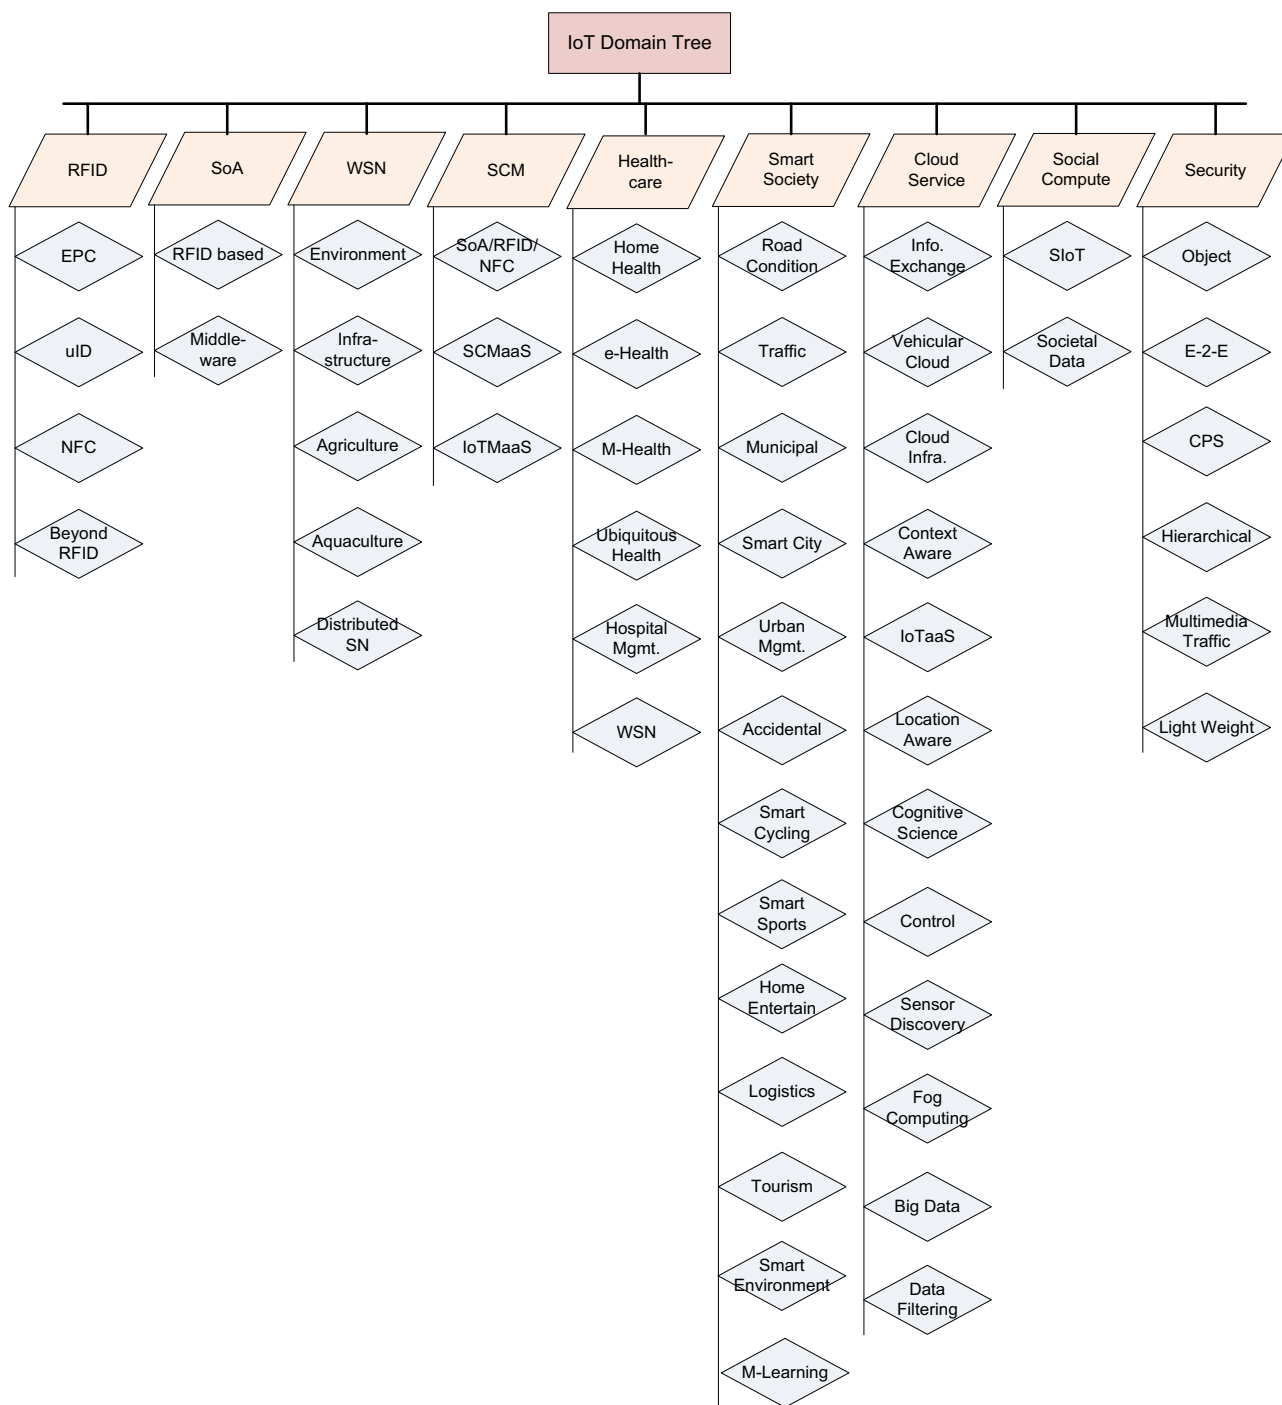 IoT Domain Tree
RFID
EPC
uID
NFC
Beyond
RFID
SoA
RFID based
Middle-
ware
WSN
Environment
Infra-
structure
Agriculture
Aquaculture
Distributed
SN
SCM
SoA/RFID/
NFC
SCMaaS
IoTMaaS
Health-
care
Home
Health
e-Health
M-Health
Ubiquitous
Health
Hospital
Mgmt.
WSN
Smart
Society
Road
Condition
Traffic
Municipal
Smart City
Urban
Mgmt.
Accidental
Smart
Cycling
Smart
Sports
Home
Entertain
Logistics
Tourism
Smart
Environment
M-Learning
Cloud
Service
Info.
Exchange
Vehicular
Cloud
Cloud
Infra.
Context
Aware
IoTaaS
Location
Aware
Cognitive
Science
Control
Sensor
Discovery
Fog
Computing
Big Data
Data
Filtering
Social
Compute
SIoT
Societal
Data
Security
Object
E-2-E
CPS
Hierarchical
Multimedia
Traffic
Light Weight